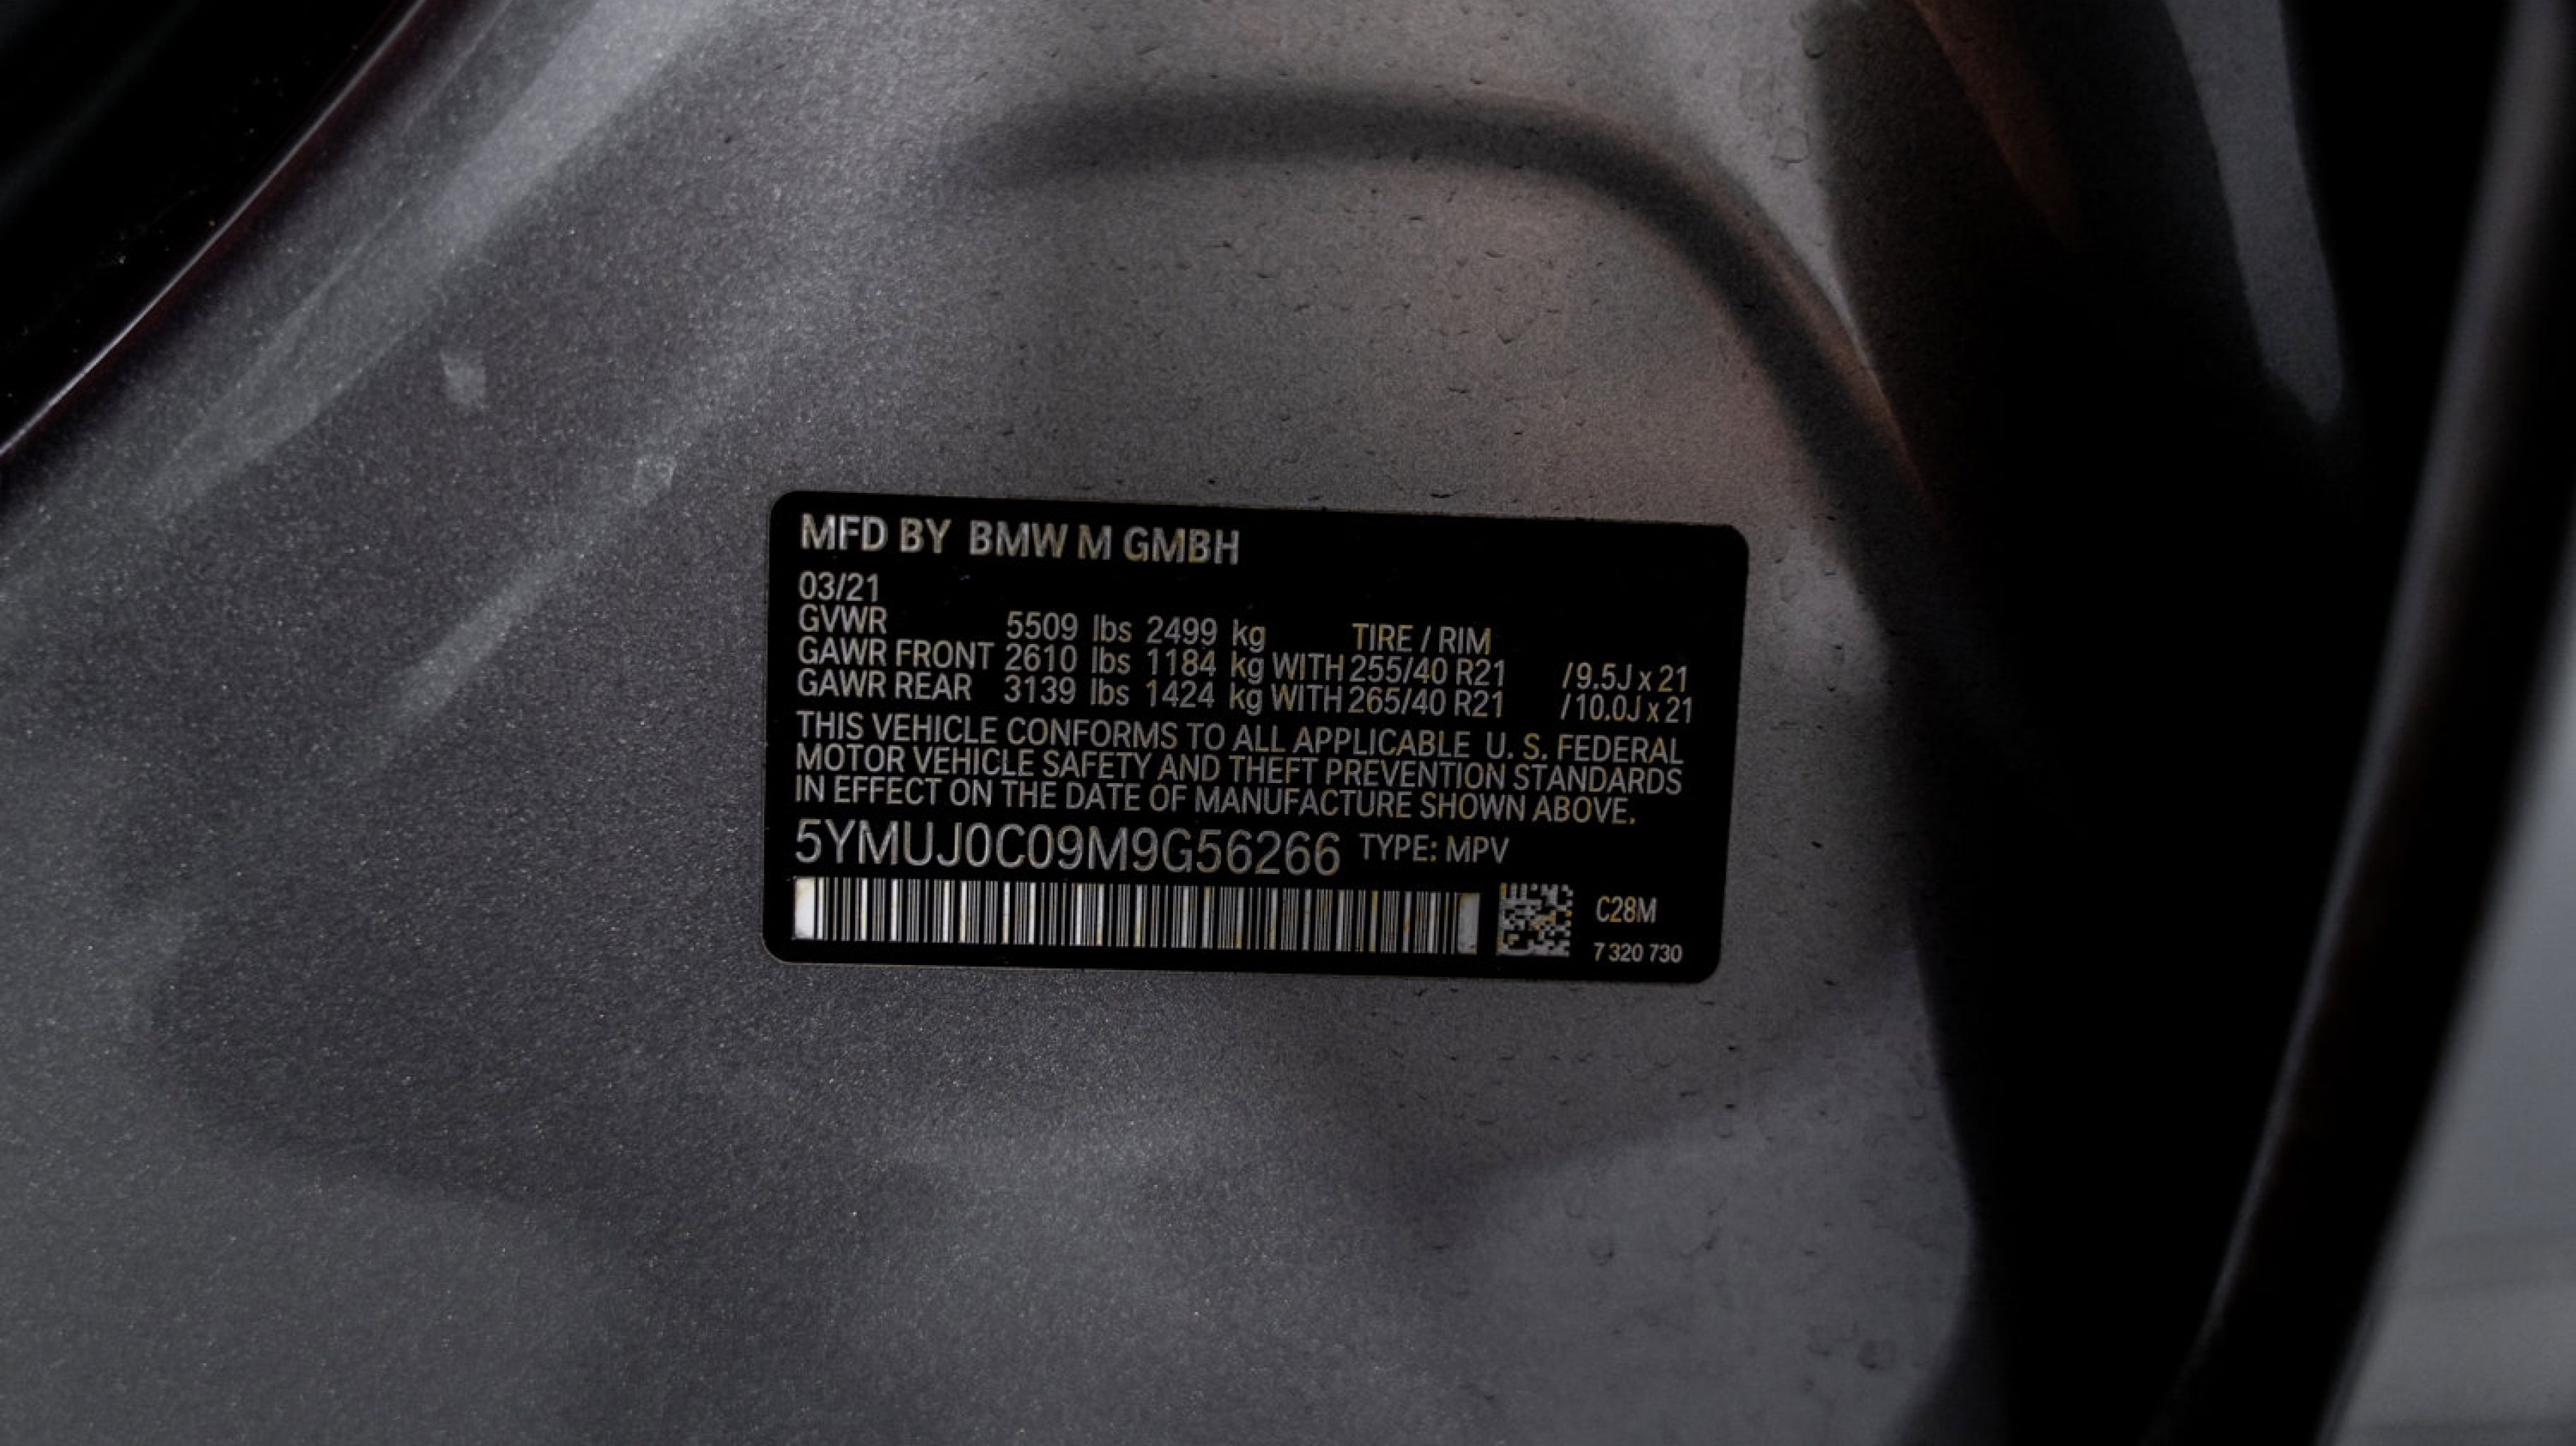 MFD BY BMW M GMBH
03/21
GVWR 5509 lbs 2499 kg TIRE / RIM
GAWR FRONT 2610 lbs 1184 kg WITH 255/40 R21 / 9.5J x 21
GAWR REAR 3139 lbs 1424 kg WITH 265/40 R21 / 10.0J x 21
THIS VEHICLE CONFORMS TO ALL APPLICABLE U. S. FEDERAL
MOTOR VEHICLE SAFETY AND THEFT PREVENTION STANDARDS
IN EFFECT ON THE DATE OF MANUFACTURE SHOWN ABOVE.
5YMUJ0C09M9G56266 TYPE: MPV
C28M
7 320 730